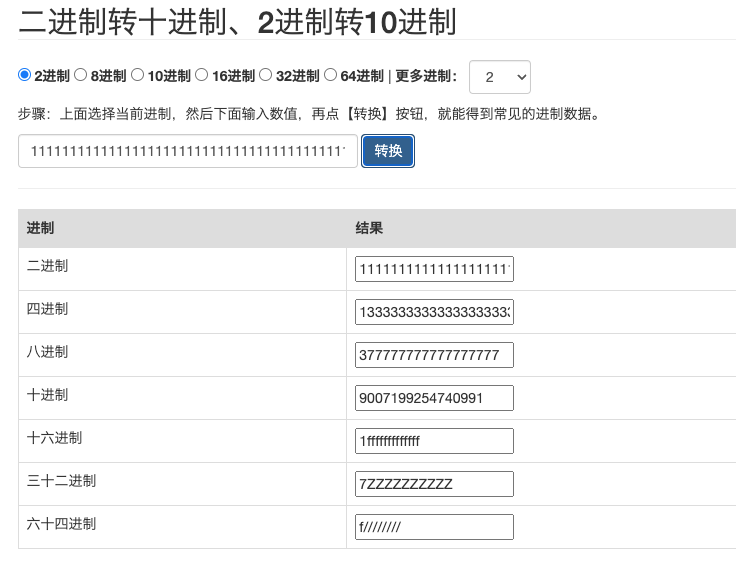 二进制转十进制、2进制转10进制
2进制 8进制 10进制 16进制 32进制 64进制 | 更多进制： 2
步骤：上面选择当前进制，然后下面输入数值，再点【转换】按钮，就能得到常见的进制数据。
11111111111111111111111111111111111111111 转换
进制 结果
二进制 11111111111111111111
四进制 1333333333333333333
八进制 377777777777777777
十进制 9007199254740991
十六进制 1fffffffffffff
三十二进制 7ZZZZZZZZZZ
六十四进制 f////////